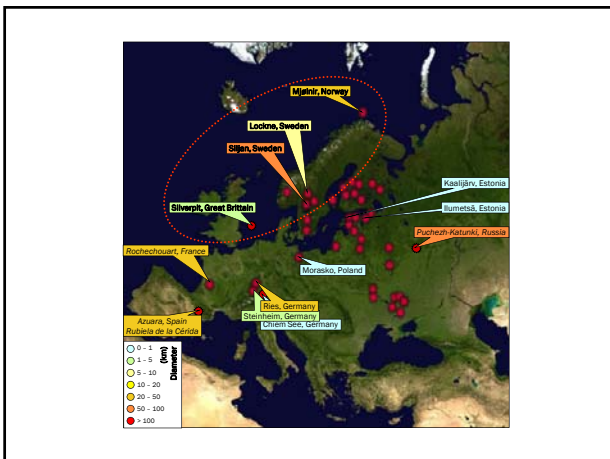 Mjølnir, Norway
Lockne, Sweden
Siljan, Sweden
Kaalijärv, Estonia
Silverpit, Great Brittain
Ilumetsä, Estonia
Puchezh-Katunki, Russia
Rochechouart, France
Morasko, Poland
Ries, Germany
Steinheim, Germany
Azuara, Spain
Rubiela de la Cérida
Chiem See, Germany
Diameter
(km)
0 - 1
1 - 5
5 - 10
10 - 20
20 - 50
50 - 100
> 100